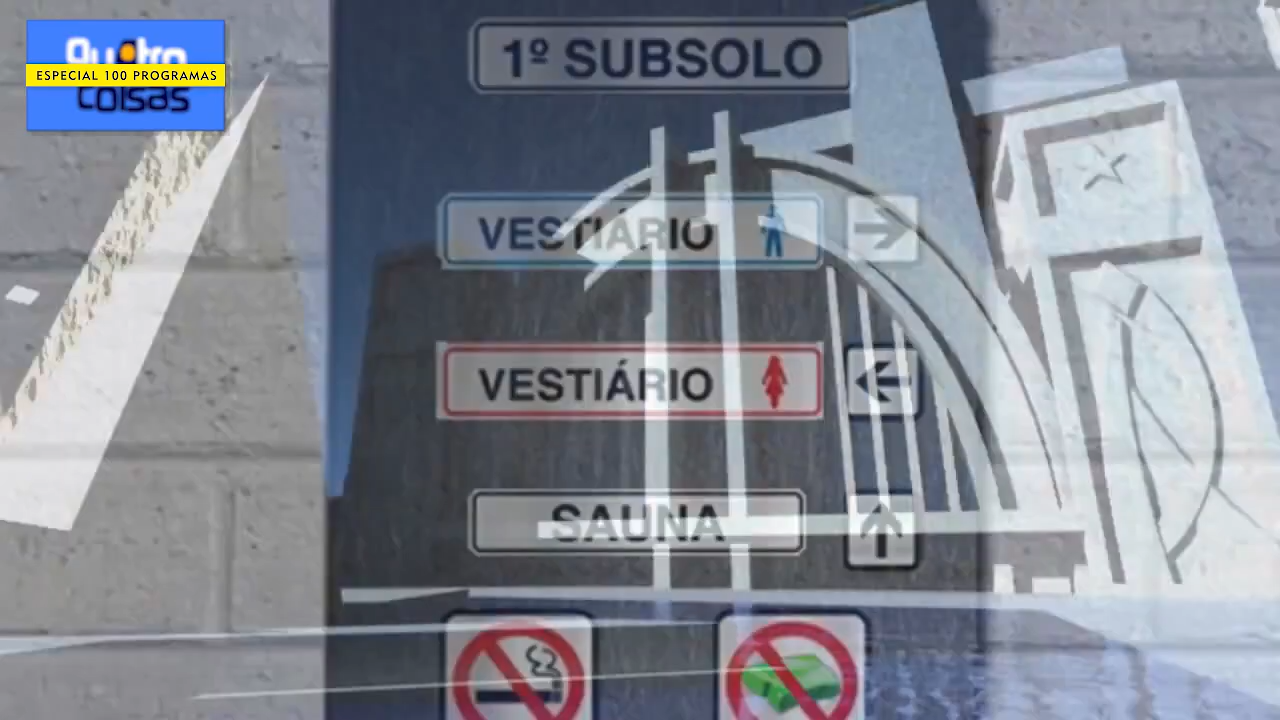 quatro
ESPECIAL 100 PROGRAMAS
coisas
1º SUBSOLO
VESTIÁRIO
VESTIÁRIO
SAUNA